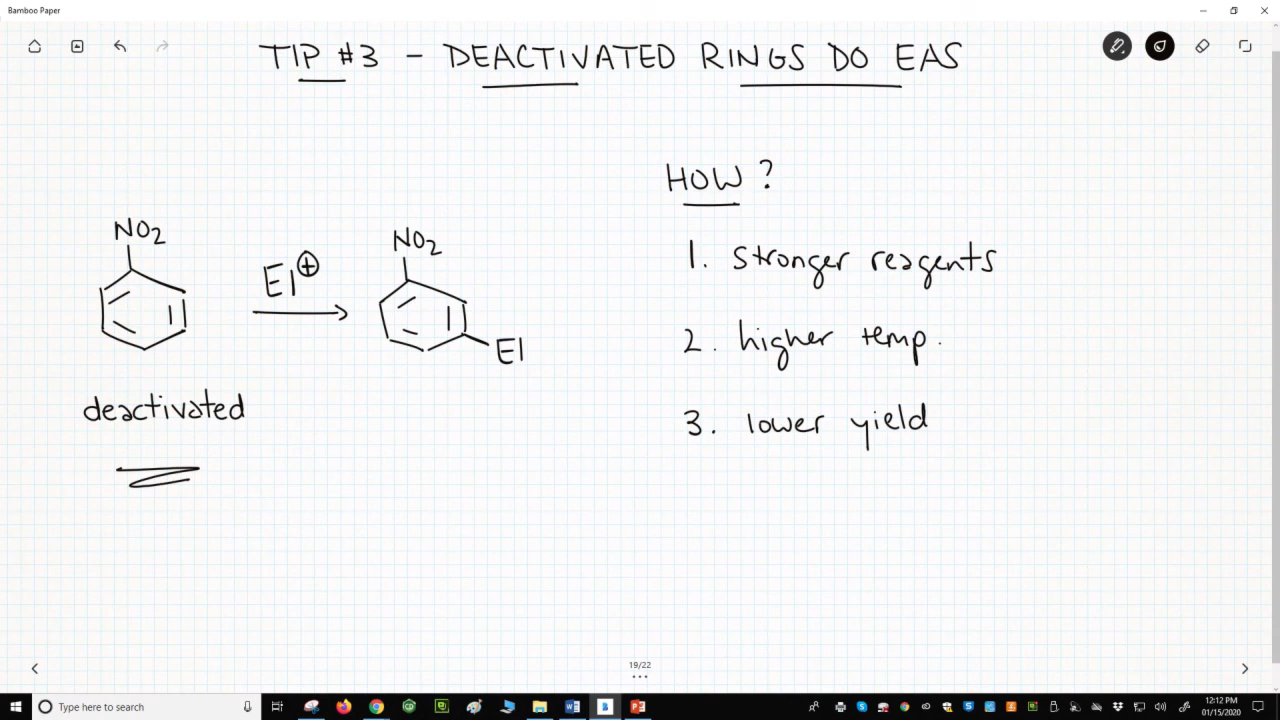 Bamboo Paper
TIP #3 - DEACTIVATED RINGS DO EAS
HOW?
NO2
NO2
El+
El
1. stronger reagents
2. higher temp.
3. lower yield
deactivated
19/22
Type here to search
12:12 PM
01/15/2020